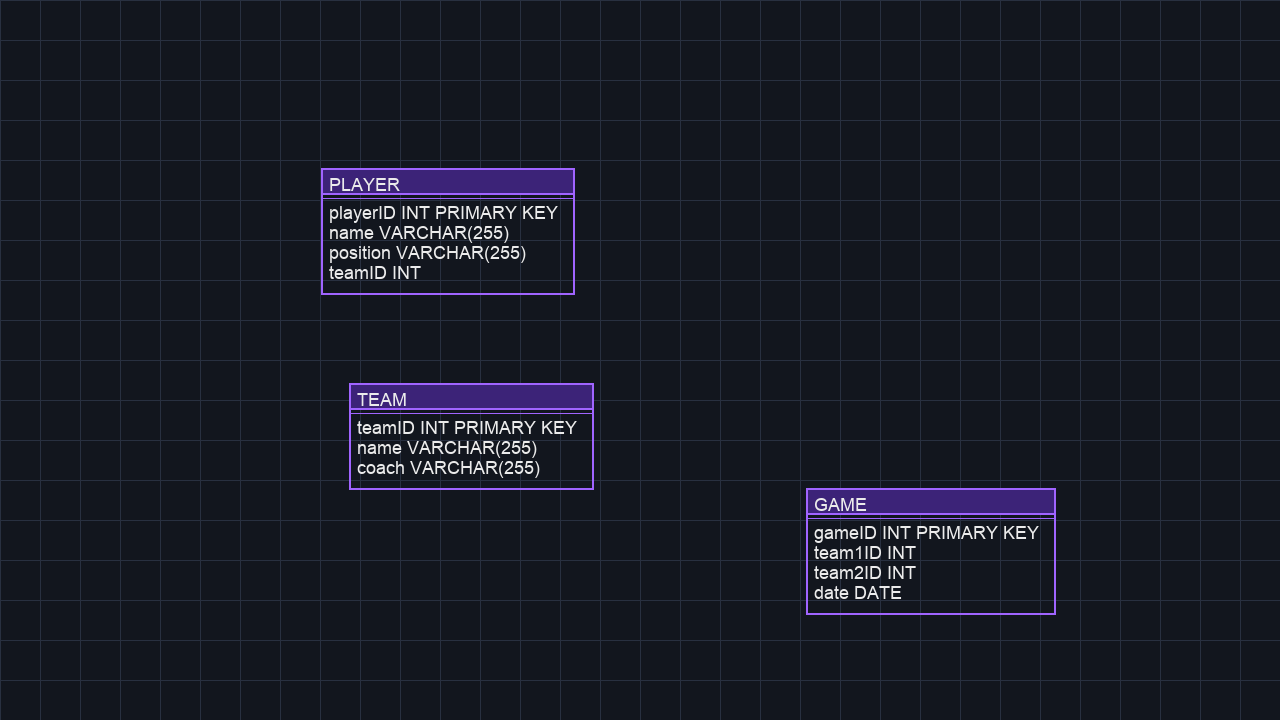 PLAYER
playerID INT PRIMARY KEY
name VARCHAR(255)
position VARCHAR(255)
teamID INT
TEAM
teamID INT PRIMARY KEY
name VARCHAR(255)
coach VARCHAR(255)
GAME
gameID INT PRIMARY KEY
team1ID INT
team2ID INT
date DATE